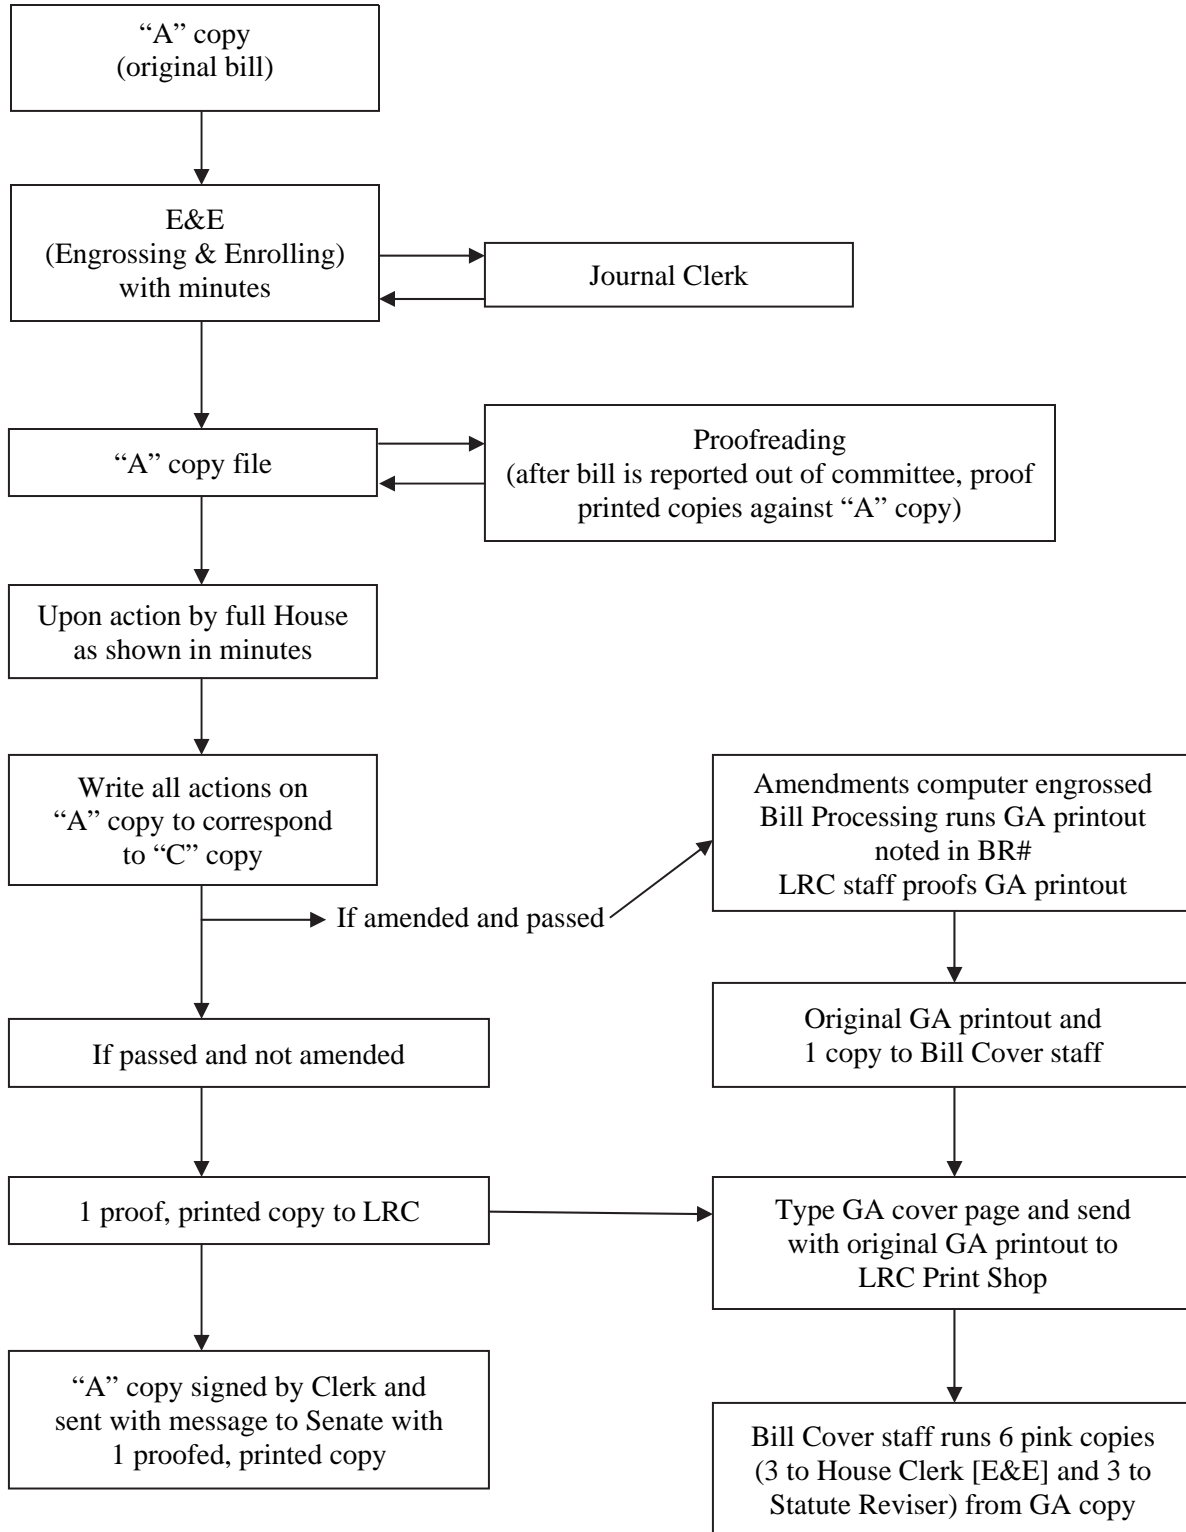 “A” copy
(original bill)
E&E
(Engrossing & Enrolling)
with minutes
Journal Clerk
“A” copy file
Proofreading
(after bill is reported out of committee, proof
printed copies against “A” copy)
Upon action by full House
as shown in minutes
Write all actions on
“A” copy to correspond
to “C” copy
If amended and passed
Amendments computer engrossed
Bill Processing runs GA printout
noted in BR#
LRC staff proofs GA printout
If passed and not amended
Original GA printout and
1 copy to Bill Cover staff
1 proof, printed copy to LRC
Type GA cover page and send
with original GA printout to
LRC Print Shop
“A” copy signed by Clerk and
sent with message to Senate with
1 proofed, printed copy
Bill Cover staff runs 6 pink copies
(3 to House Clerk [E&E] and 3 to
Statute Reviser) from GA copy